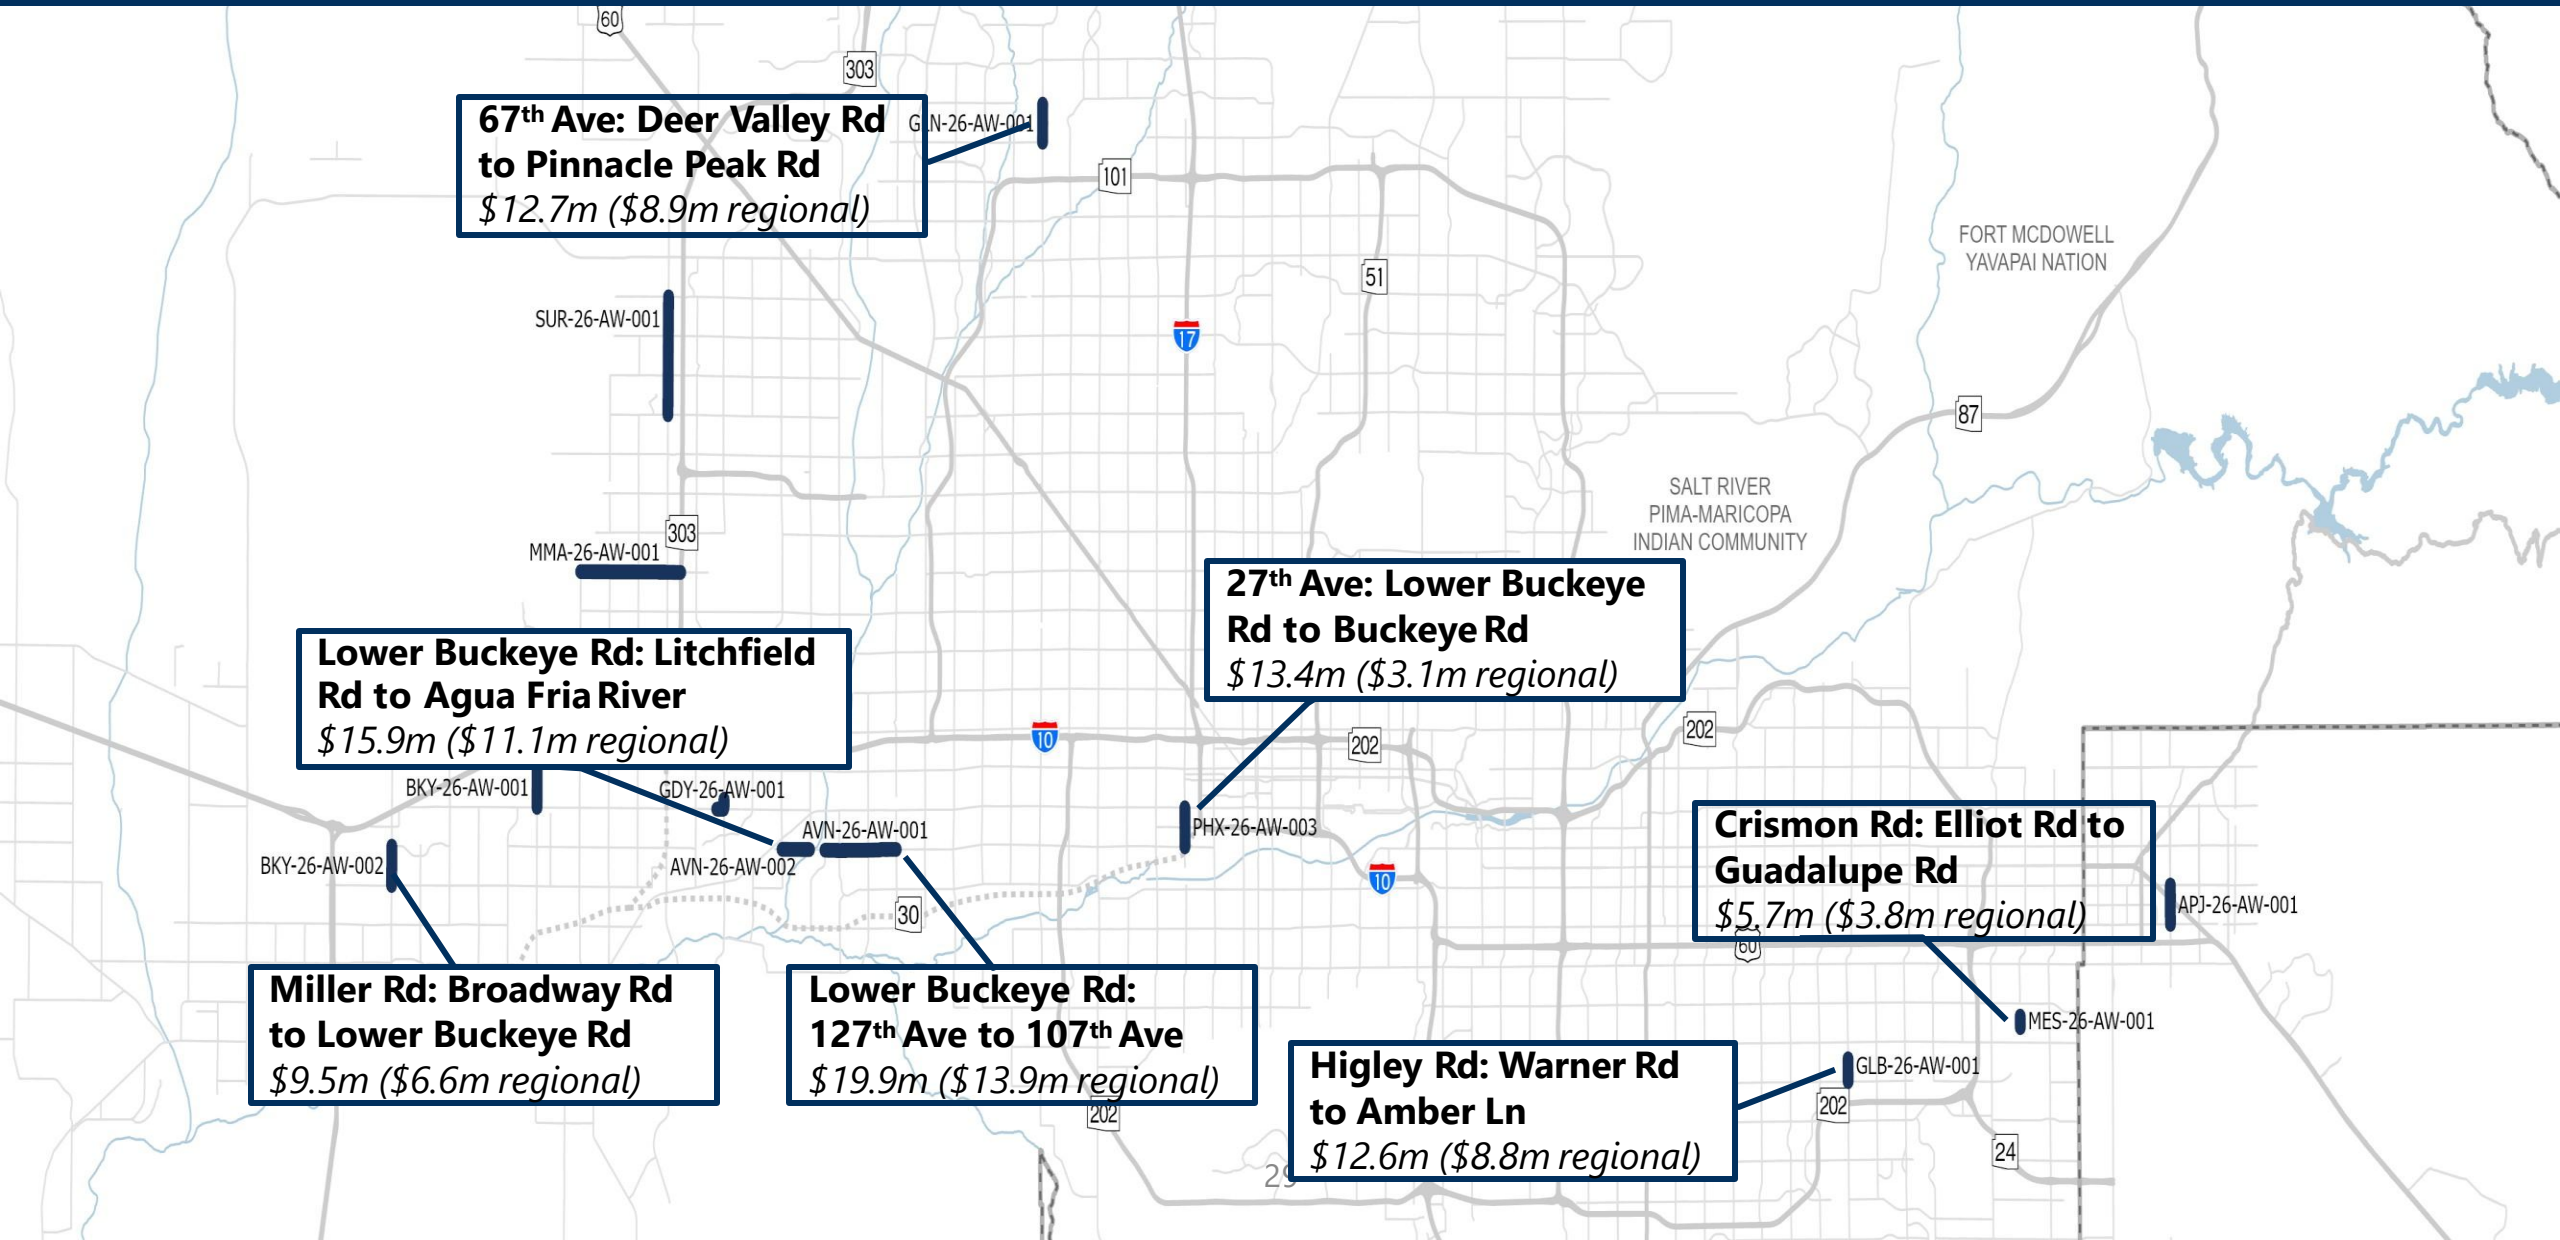 60
303
67th Ave: Deer Valley Rd
to Pinnacle Peak Rd
$12.7m ($8.9m regional)
GLN-26-AW-001
101
51
FORT MCDOWELL
YAVAPAI NATION
SUR-26-AW-001
17
87
SALT RIVER
PIMA-MARICOPA
INDIAN COMMUNITY
303
MMA-26-AW-001
27th Ave: Lower Buckeye
Rd to Buckeye Rd
$13.4m ($3.1m regional)
Lower Buckeye Rd: Litchfield
Rd to Agua Fria River
$15.9m ($11.1m regional)
10
202
202
BKY-26-AW-001
GDY-26-AW-001
AVN-26-AW-001
PHX-26-AW-003
BKY-26-AW-002
AVN-26-AW-002
10
Crismon Rd: Elliot Rd to
Guadalupe Rd
$5.7m ($3.8m regional)
APJ-26-AW-001
30
60
Miller Rd: Broadway Rd
to Lower Buckeye Rd
$9.5m ($6.6m regional)
Lower Buckeye Rd:
127th Ave to 107th Ave
$19.9m ($13.9m regional)
MES-26-AW-001
Higley Rd: Warner Rd
to Amber Ln
$12.6m ($8.8m regional)
GLB-26-AW-001
202
202
24
29